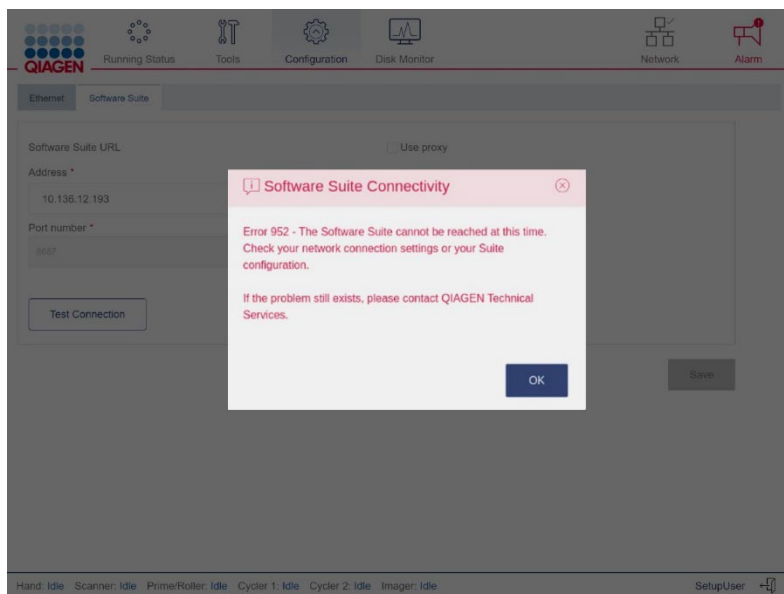 QIAGEN
Running Status
Tools
Configuration
Disk Monitor
Network
Alarm
Ethernet
Software Suite
Software Suite URL
Use proxy
Address *
10.136.12.193
Port number *
Test Connection
Save
Software Suite Connectivity
Error 952 - The Software Suite cannot be reached at this time.
Check your network connection settings or your Suite
configuration.
If the problem still exists, please contact QIAGEN Technical
Services.
OK
Hand: Idle Scanner: Idle Prime/Roller: Idle Cycler 1: Idle Cycler 2: Idle Imager: Idle
SetupUser